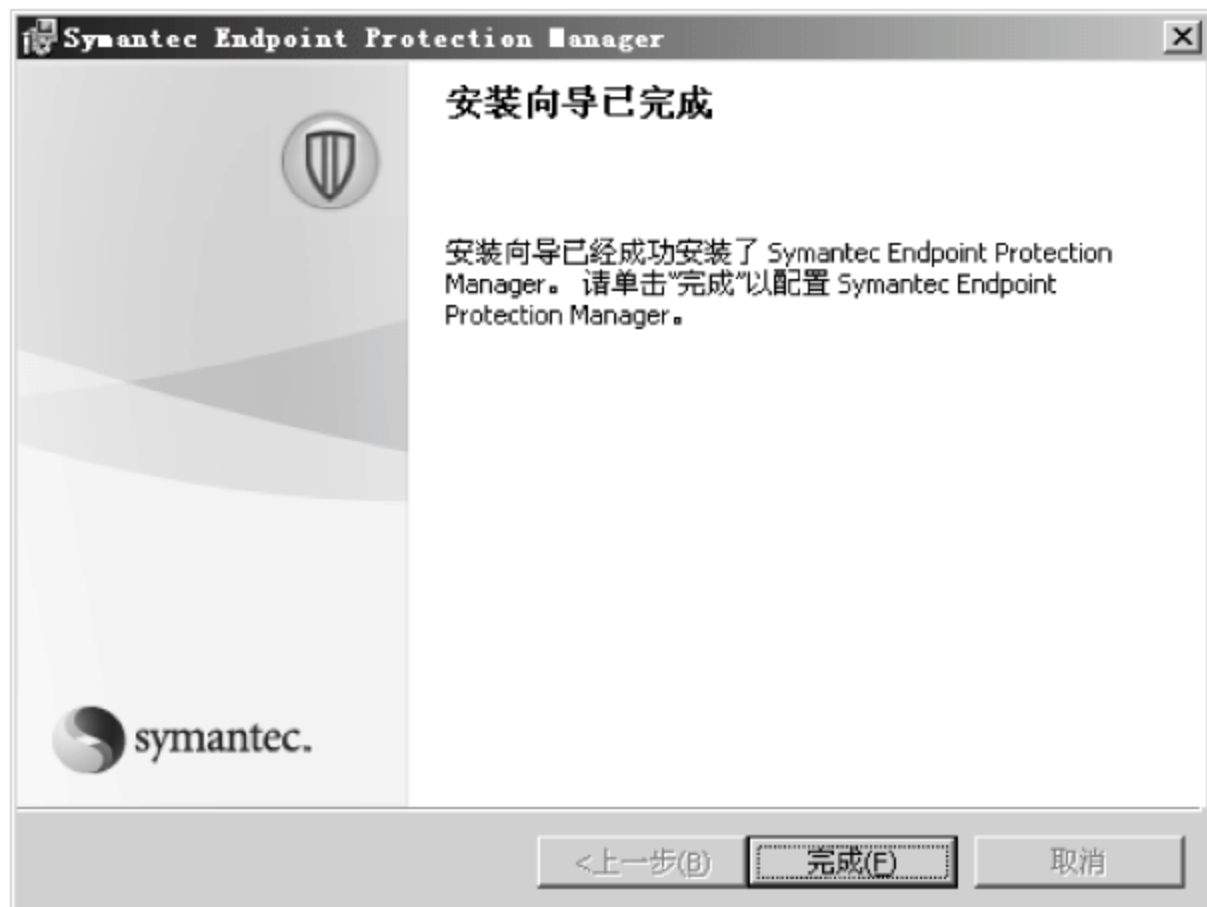 Symantec Endpoint Protection Manager
安装向导已完成
安装向导已经成功安装了 Symantec Endpoint Protection
Manager。 请单击“完成”以配置 Symantec Endpoint
Protection Manager。
symantec.
<上一步(B)
完成(F)
取消